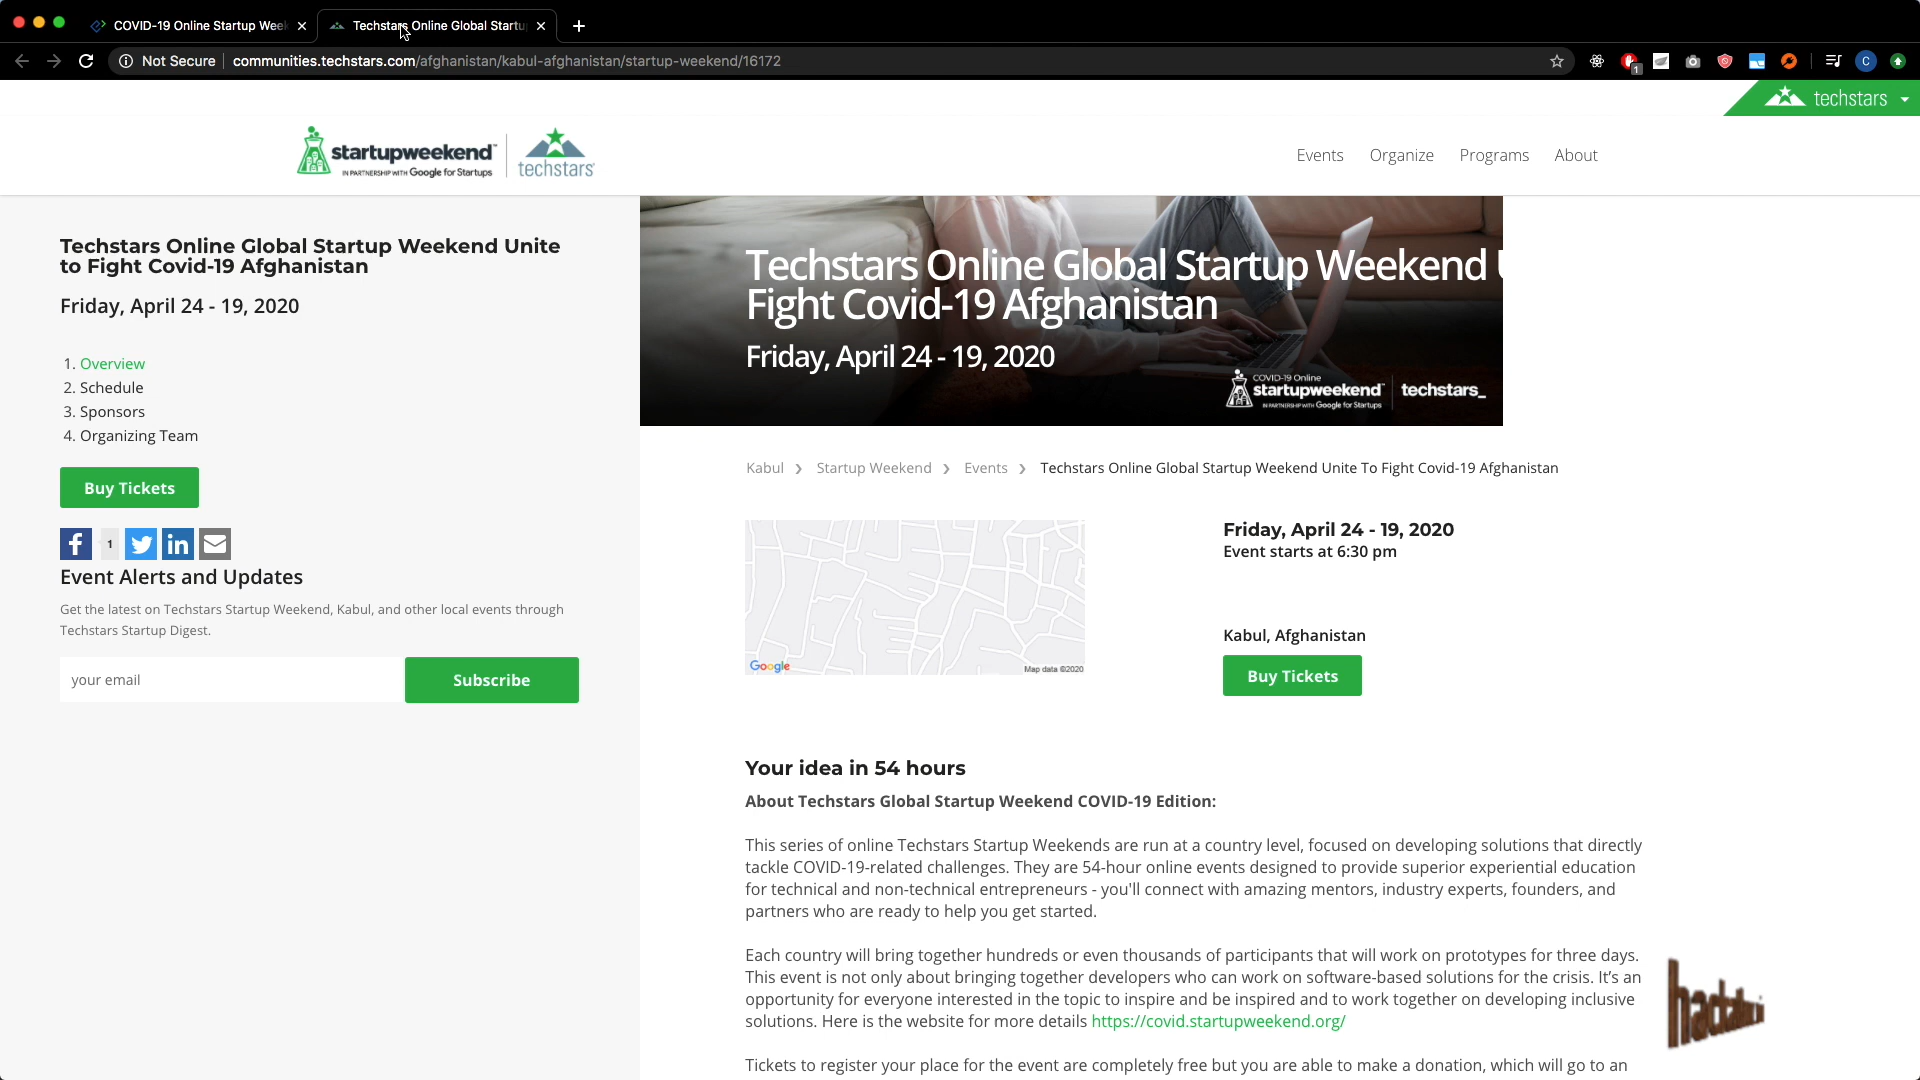 COVID-19 Online Startup Week
Techstars Online Global Startu
Not Secure
communities.techstars.com/afghanistan/kabul-afghanistan/startup-weekend/16172
1
C
techstars
startupweekend™
IN PARTNERSHIP WITH Google for Startups
techstars
Events
Organize
Programs
About
Techstars Online Global Startup Weekend Unite
to Fight Covid-19 Afghanistan
Friday, April 24 - 19, 2020
1. Overview
2. Schedule
3. Sponsors
4. Organizing Team
Buy Tickets
f
1
in
Event Alerts and Updates
Get the latest on Techstars Startup Weekend, Kabul, and other local events through
Techstars Startup Digest.
your email
Subscribe
Techstars Online Global Startup Weekend U
Fight Covid-19 Afghanistan
Friday, April 24 - 19, 2020
COVID-19 Online
startupweekend
IN PARTNERSHIP WITH Google for Startups
techstars_
Kabul ❯ Startup Weekend ❯ Events ❯ Techstars Online Global Startup Weekend Unite To Fight Covid-19 Afghanistan
Google
Map data ©2020
Friday, April 24 - 19, 2020
Event starts at 6:30 pm
Kabul, Afghanistan
Buy Tickets
Your idea in 54 hours
About Techstars Global Startup Weekend COVID-19 Edition:
This series of online Techstars Startup Weekends are run at a country level, focused on developing solutions that directly
tackle COVID-19-related challenges. They are 54-hour online events designed to provide superior experiential education
for technical and non-technical entrepreneurs - you'll connect with amazing mentors, industry experts, founders, and
partners who are ready to help you get started.
Each country will bring together hundreds or even thousands of participants that will work on prototypes for three days.
This event is not only about bringing together developers who can work on software-based solutions for the crisis. It’s an
opportunity for everyone interested in the topic to inspire and be inspired and to work together on developing inclusive
solutions. Here is the website for more details https://covid.startupweekend.org/
Tickets to register your place for the event are completely free but you are able to make a donation, which will go to an